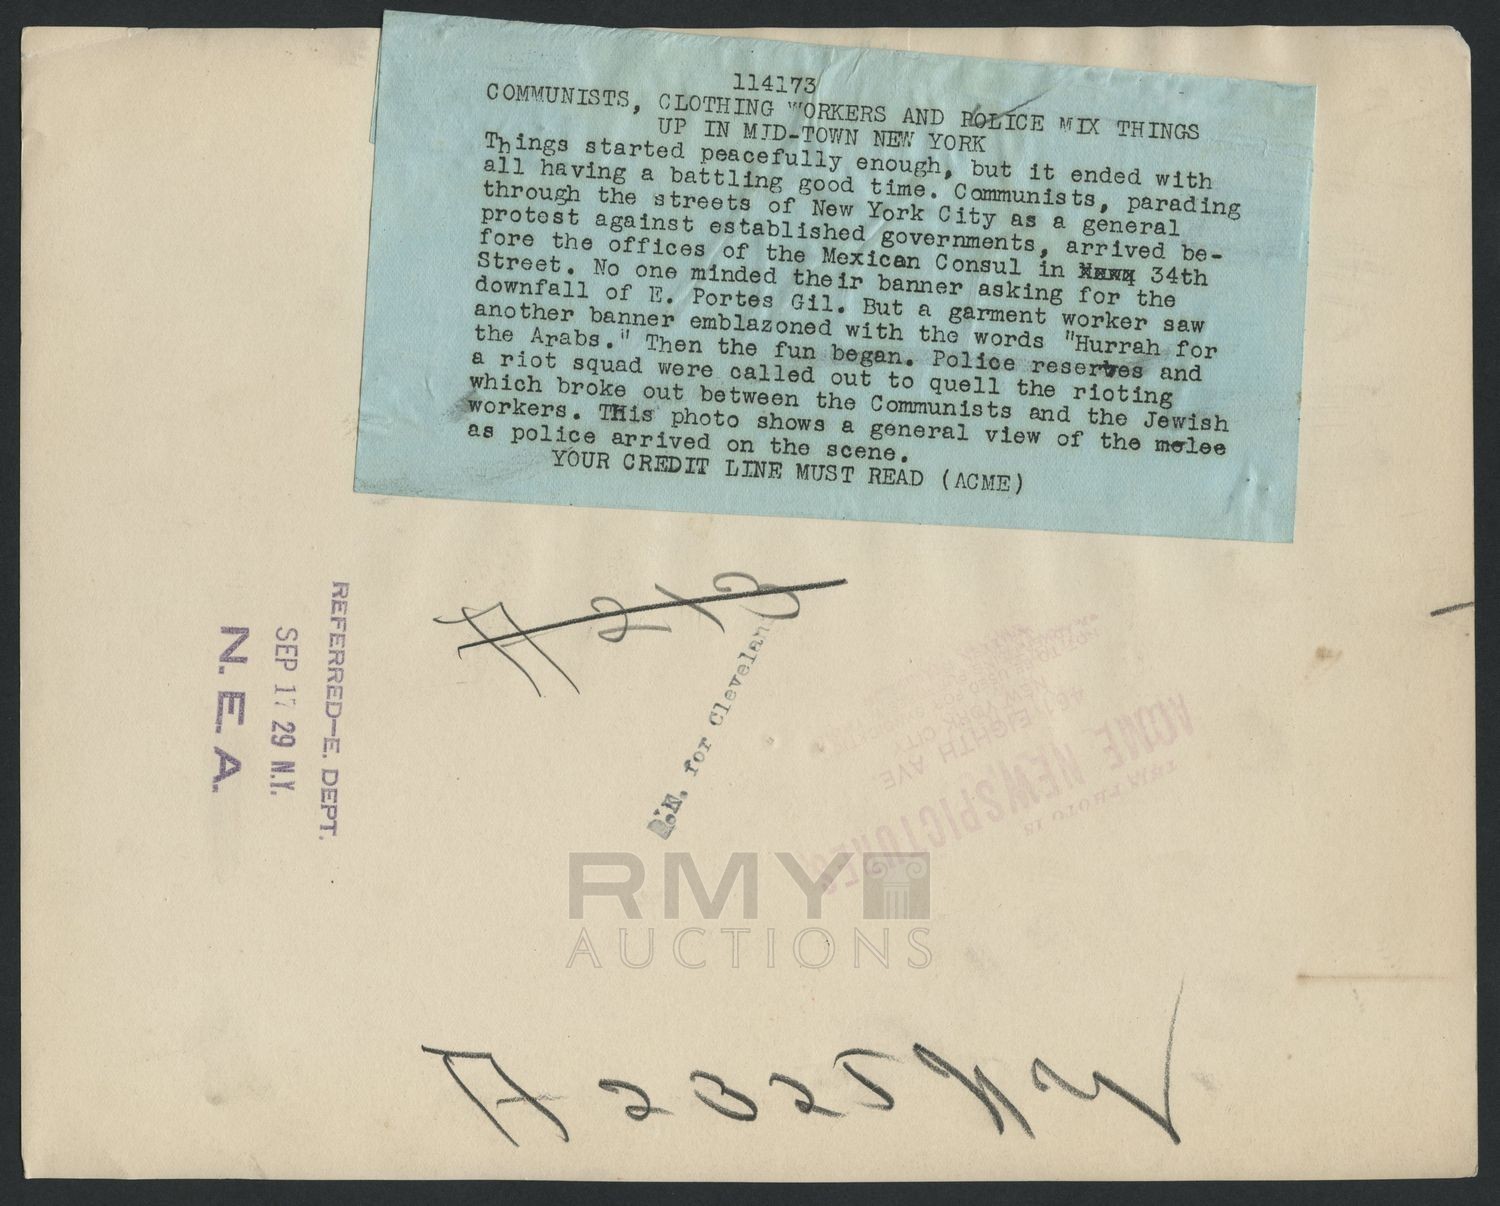 114173
COMMUNISTS, CLOTHING WORKERS AND POLICE MIX THINGS
UP IN MID-TOWN NEW YORK
Things started peacefully enough, but it ended with
all having a battling good time. Communists, parading
through the streets of New York City as a general
protest against established governments, arrived be-
fore the offices of the Mexican Consul in 34th
Street. No one minded their banner asking for the
downfall of E. Portes Gil. But a garment worker saw
another banner emblazoned with the words "Hurrah for
the Arabs." Then the fun began. Police reserves and
a riot squad were called out to quell the rioting
which broke out between the Communists and the Jewish
workers. THis photo shows a general view of the melee
as police arrived on the scene.
YOUR CREDIT LINE MUST READ (ACME)
A 2
for Cleveland
REFERRED—E. DEPT.
SEP 17 29 N.Y.
N. E. A.
THIS PHOTO IS
ACME NEWSPICTURES
461 EIGHTH AVE.
NEW YORK CITY
RMY
AUCTIONS
A 2325 NY